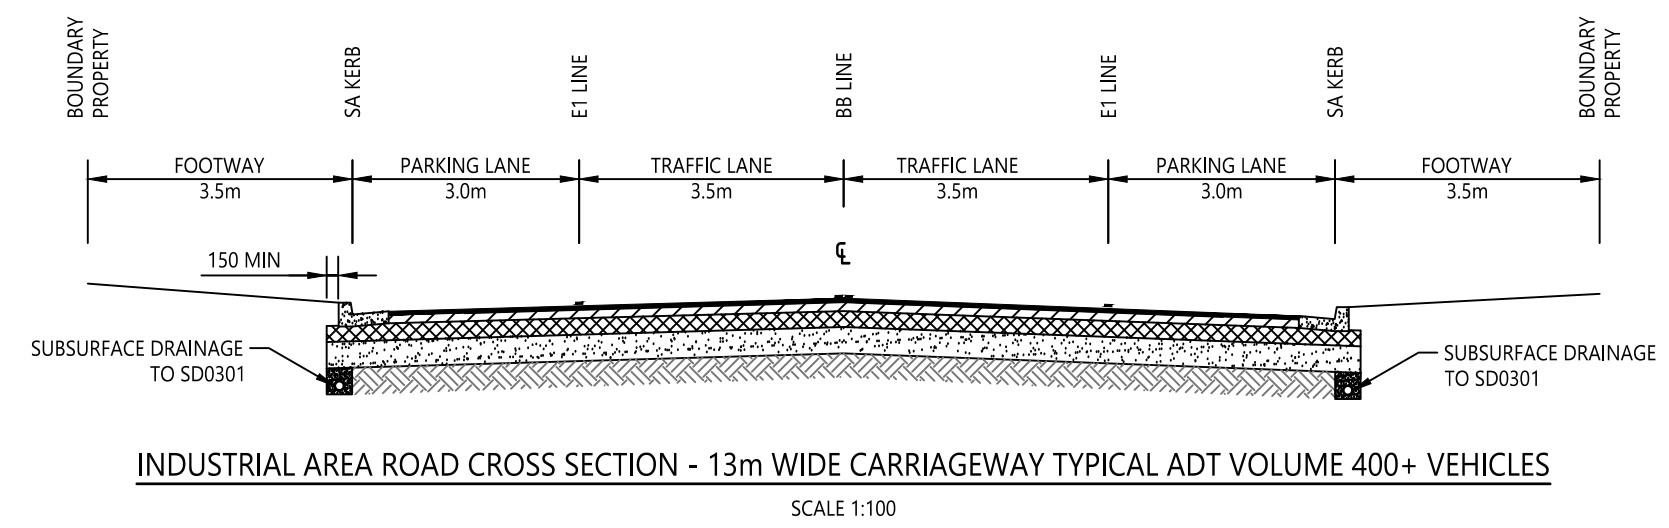 BOUNDARY
PROPERTY
SA KERB
E1 LINE
BB LINE
E1 LINE
SA KERB
BOUNDARY
PROPERTY
FOOTWAY
3.5m
PARKING LANE
3.0m
TRAFFIC LANE
3.5m
TRAFFIC LANE
3.5m
PARKING LANE
3.0m
FOOTWAY
3.5m
150 MIN
℄
SUBSURFACE DRAINAGE
TO SD0301
SUBSURFACE DRAINAGE
TO SD0301
INDUSTRIAL AREA ROAD CROSS SECTION - 13m WIDE CARRIAGEWAY TYPICAL ADT VOLUME 400+ VEHICLES
SCALE 1:100